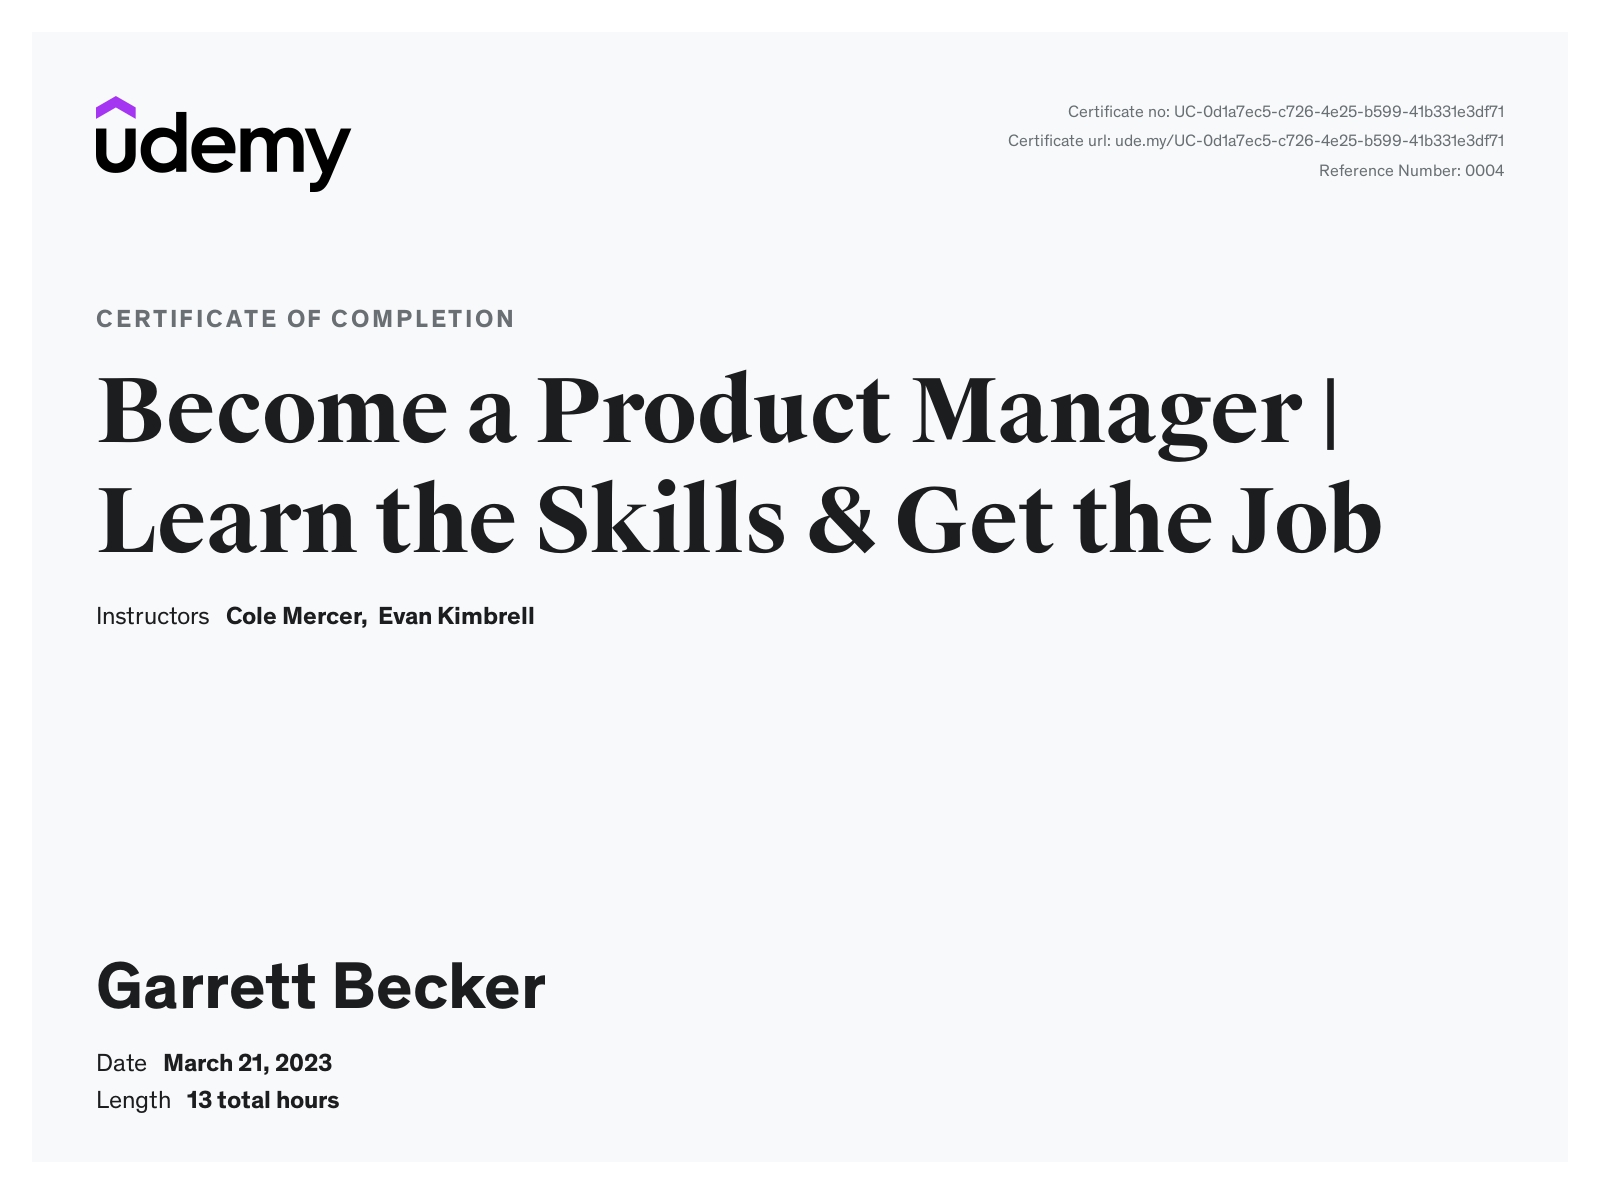 udemy
Certificate no: UC-0d1a7ec5-c726-4e25-b599-41b331e3df71
Certificate url: ude.my/UC-0d1a7ec5-c726-4e25-b599-41b331e3df71
Reference Number: 0004
CERTIFICATE OF COMPLETION
Become a Product Manager |
Learn the Skills & Get the Job
Instructors Cole Mercer, Evan Kimbrell
Garrett Becker
Date March 21, 2023
Length 13 total hours